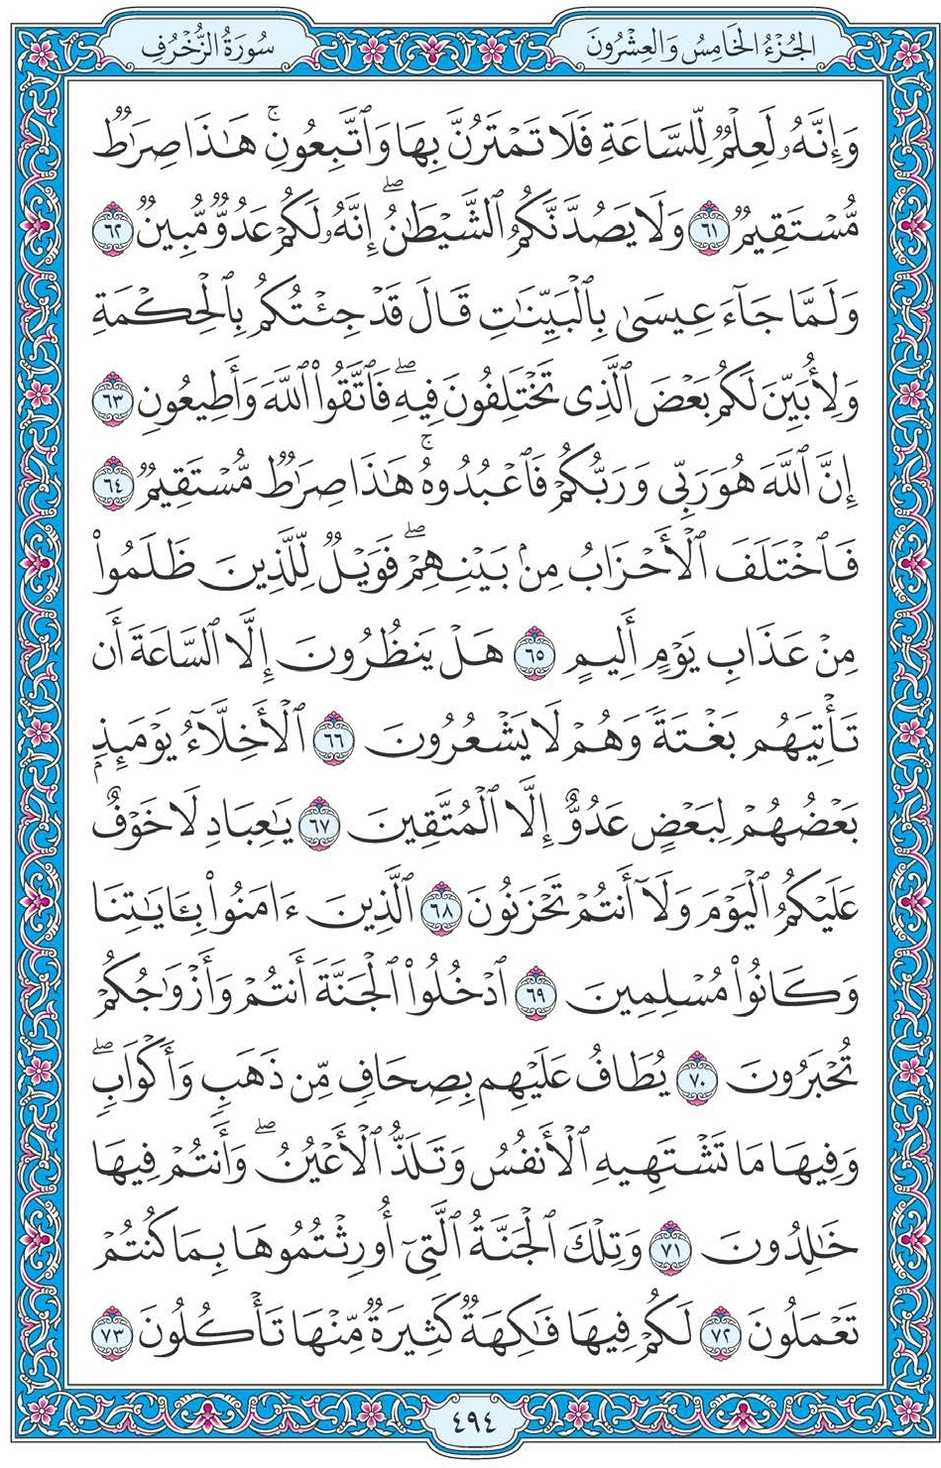 الجُزْءُ الخَامِسُ وَالعِشْرُونَ
سُورَةُ الزُّخْرُفِ
وَإِنَّهُۥ لَعِلْمٌ لِّلسَّاعَةِ فَلَا تَمْتَرُنَّ بِهَا وَٱتَّبِعُونِۚ هَٰذَا صِرَٰطٌ
مُّسْتَقِيمٌ ٦١ وَلَا يَصُدَّنَّكُمُ ٱلشَّيْطَٰنُۖ إِنَّهُۥ لَكُمْ عَدُوٌّ مُّبِينٌ ٦٢
وَلَمَّا جَآءَ عِيسَىٰ بِٱلْبَيِّنَٰتِ قَالَ قَدْ جِئْتُكُم بِٱلْحِكْمَةِ
وَلِأُبَيِّنَ لَكُم بَعْضَ ٱلَّذِى تَخْتَلِفُونَ فِيهِۖ فَٱتَّقُوا۟ ٱللَّهَ وَأَطِيعُونِ ٦٣
إِنَّ ٱللَّهَ هُوَ رَبِّى وَرَبُّكُمْ فَٱعْبُدُوهُۚ هَٰذَا صِرَٰطٌ مُّسْتَقِيمٌ ٦٤
فَٱخْتَلَفَ ٱلْأَحْزَابُ مِنۢ بَيْنِهِمْۖ فَوَيْلٌ لِّلَّذِينَ ظَلَمُوا۟
مِنْ عَذَابِ يَوْمٍ أَلِيمٍ ٦٥ هَلْ يَنظُرُونَ إِلَّا ٱلسَّاعَةَ أَن
تَأْتِيَهُم بَغْتَةً وَهُمْ لَا يَشْعُرُونَ ٦٦ ٱلْأَخِلَّآءُ يَوْمَئِذٍۭ
بَعْضُهُمْ لِبَعْضٍ عَدُوٌّ إِلَّا ٱلْمُتَّقِينَ ٦٧ يَٰعِبَادِ لَا خَوْفٌ
عَلَيْكُمُ ٱلْيَوْمَ وَلَآ أَنتُمْ تَحْزَنُونَ ٦٨ ٱلَّذِينَ ءَامَنُوا۟ بِـَٔايَٰتِنَا
وَكَانُوا۟ مُسْلِمِينَ ٦٩ ٱدْخُلُوا۟ ٱلْجَنَّةَ أَنتُمْ وَأَزْوَٰجُكُمْ
تُحْبَرُونَ ٧٠ يُطَافُ عَلَيْهِم بِصِحَافٍ مِّن ذَهَبٍ وَأَكْوَابٍۖ
وَفِيهَا مَا تَشْتَهِيهِ ٱلْأَنفُسُ وَتَلَذُّ ٱلْأَعْيُنُۖ وَأَنتُمْ فِيهَا
خَٰلِدُونَ ٧١ وَتِلْكَ ٱلْجَنَّةُ ٱلَّتِىٓ أُورِثْتُمُوهَا بِمَا كُنتُمْ
تَعْمَلُونَ ٧٢ لَكُمْ فِيهَا فَٰكِهَةٌ كَثِيرَةٌ مِّنْهَا تَأْكُلُونَ ٧٣
٤٩٤